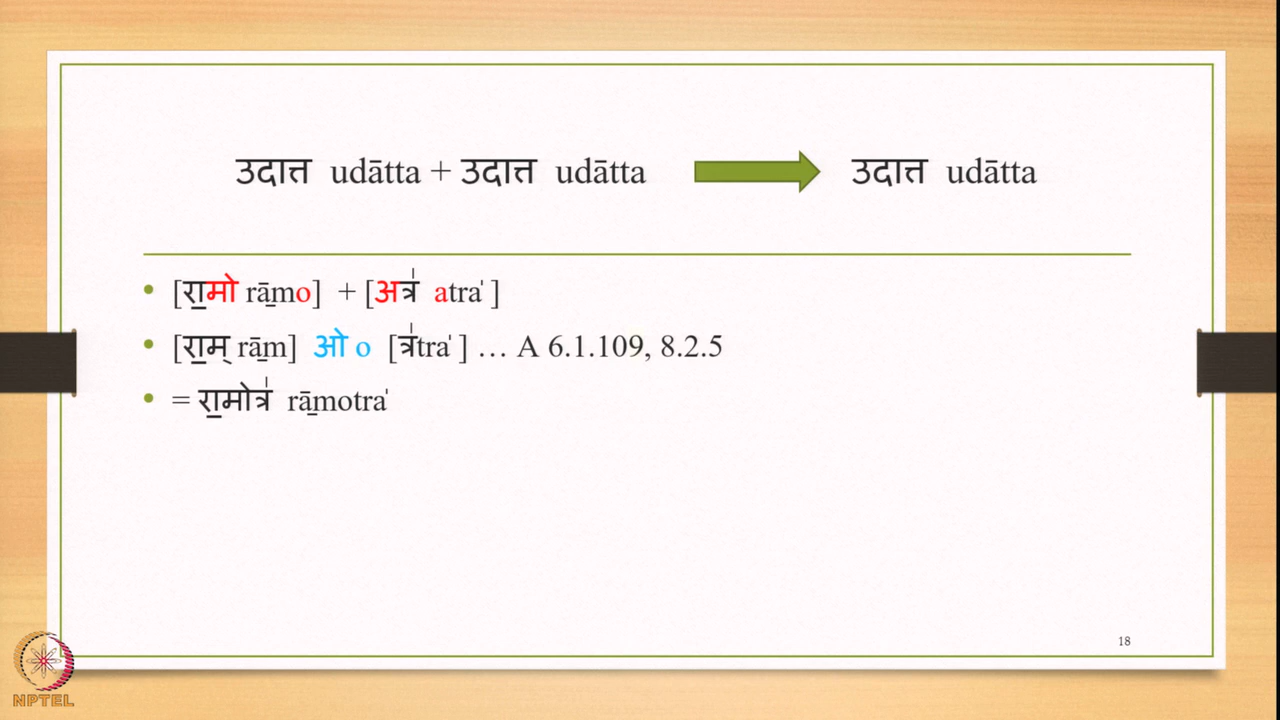 उदात्त udātta + उदात्त udātta उदात्त udātta
• [रा॒मो rā̱mo] + [अत्र॑ atra̍ ]
• [रा॒म् rā̱m] ओ o [त्र॑tra̍ ] … A 6.1.109, 8.2.5
• = रा॒मोत्र॑ rā̱motra̍
18
NPTEL